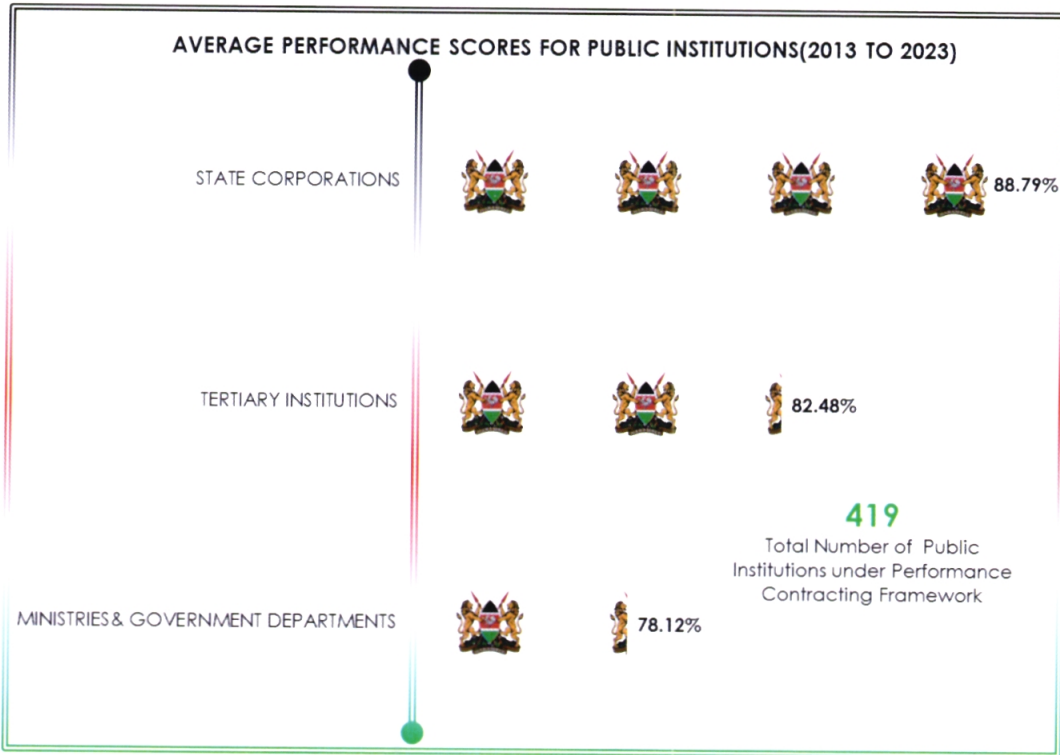 AVERAGE PERFORMANCE SCORES FOR PUBLIC INSTITUTIONS(2013 TO 2023)
STATE CORPORATIONS
88.79%
TERTIARY INSTITUTIONS
82.48%
419
Total Number of Public
Institutions under Performance
Contracting Framework
MINISTRIES & GOVERNMENT DEPARTMENTS
78.12%